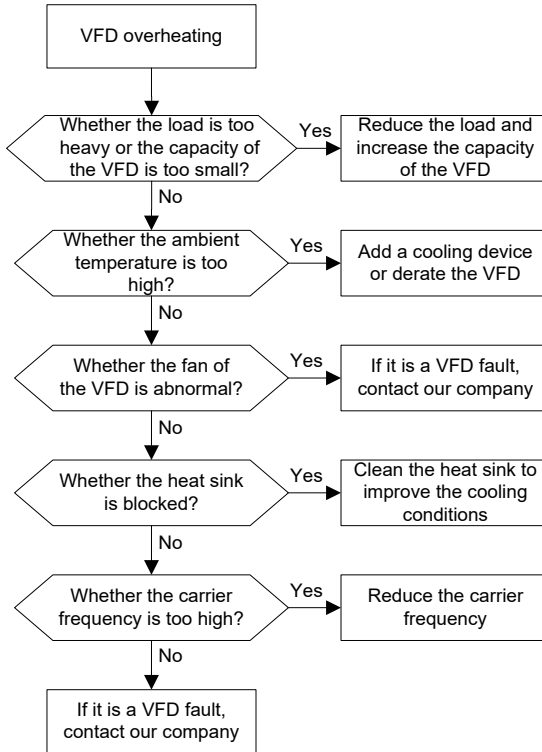 VFD overheating
Whether the load is too
heavy or the capacity of
the VFD is too small?
Yes
Reduce the load and
increase the capacity
of the VFD
No
Whether the ambient
temperature is too
high?
Yes
Add a cooling device
or derate the VFD
No
Whether the fan of
the VFD is abnormal?
Yes
If it is a VFD fault,
contact our company
No
Whether the heat sink
is blocked?
Yes
Clean the heat sink to
improve the cooling
conditions
No
Whether the carrier
frequency is too high?
Yes
Reduce the carrier
frequency
No
If it is a VFD fault,
contact our company